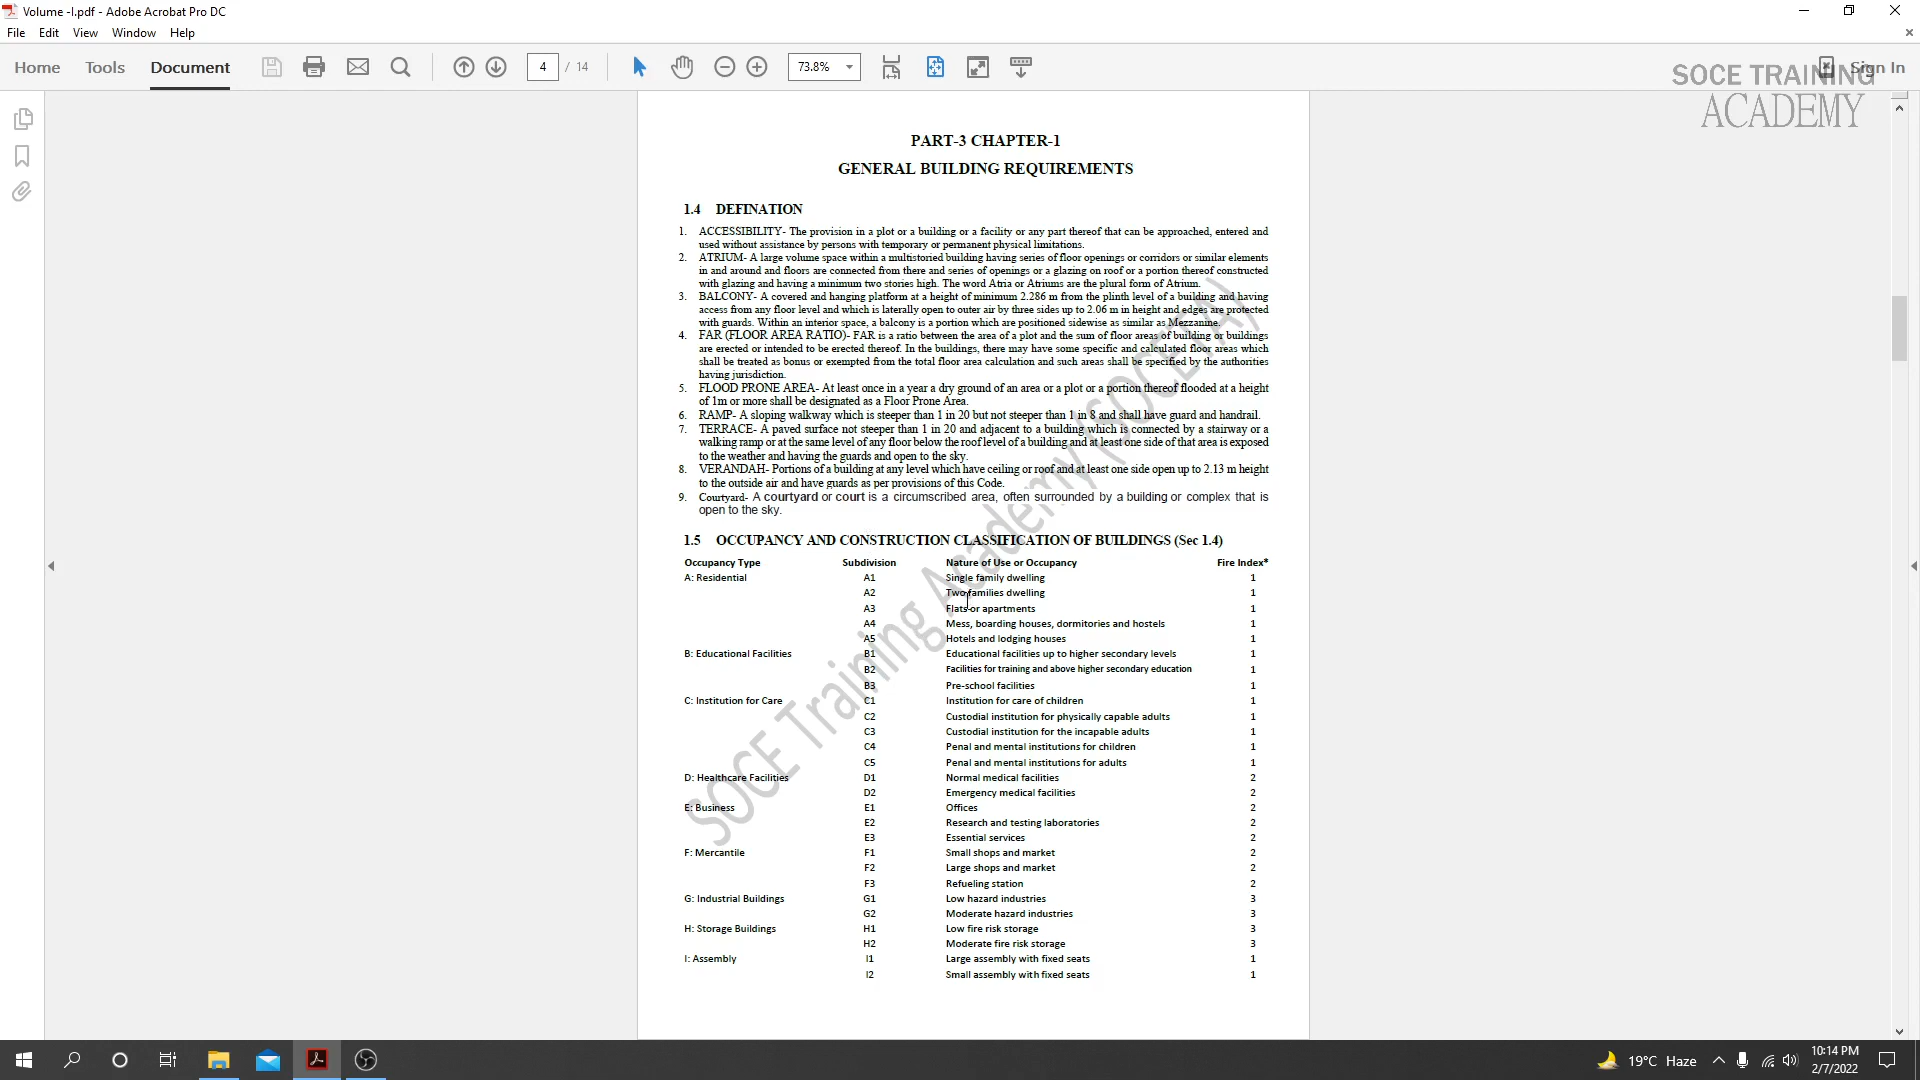 Volume -I.pdf - Adobe Acrobat Pro DC
File Edit View Window Help
Home Tools Document 4 / 14 73.8% Sign In
SOCE TRAINING
ACADEMY
PART-3 CHAPTER-1
GENERAL BUILDING REQUIREMENTS
1.4 DEFINATION
1. ACCESSIBILITY- The provision in a plot or a building or a facility or any part thereof that can be approached, entered and
used without assistance by persons with temporary or permanent physical limitations.
2. ATRIUM- A large volume space within a multistoried building having series of floor openings or corridors or similar elements
in and around and floors are connected from there and series of openings or a glazing on roof or a portion thereof constructed
with glazing and having a minimum two stories high. The word Atria or Atriums are the plural form of Atrium.
3. BALCONY- A covered and hanging platform at a height of minimum 2.286 m from the plinth level of a building and having
access from any floor level and which is laterally open to outer air by three sides up to 2.06 m in height and edges are protected
with guards. Within an interior space, a balcony is a portion which are positioned sidewise as similar as Mezzanine.
4. FAR (FLOOR AREA RATIO)- FAR is a ratio between the area of a plot and the sum of floor areas of building or buildings
are erected or intended to be erected thereof. In the buildings, there may have some specific and calculated floor areas which
shall be treated as bonus or exempted from the total floor area calculation and such areas shall be specified by the authorities
having jurisdiction.
5. FLOOD PRONE AREA- At least once in a year a dry ground of an area or a plot or a portion thereof flooded at a height
of 1m or more shall be designated as a Floor Prone Area.
6. RAMP- A sloping walkway which is steeper than 1 in 20 but not steeper than 1 in 8 and shall have guard and handrail.
7. TERRACE- A paved surface not steeper than 1 in 20 and adjacent to a building which is connected by a stairway or a
walking ramp or at the same level of any floor below the roof level of a building and at least one side of that area is exposed
to the weather and having the guards and open to the sky.
8. VERANDAH- Portions of a building at any level which have ceiling or roof and at least one side open up to 2.13 m height
to the outside air and have guards as per provisions of this Code.
9. Courtyard- A courtyard or court is a circumscribed area, often surrounded by a building or complex that is
open to the sky.
1.5 OCCUPANCY AND CONSTRUCTION CLASSIFICATION OF BUILDINGS (Sec 1.4)
Occupancy Type Subdivision Nature of Use or Occupancy Fire Index*
A: Residential A1 Single family dwelling 1
A2 Two families dwelling 1
A3 Flats or apartments 1
A4 Mess, boarding houses, dormitories and hostels 1
A5 Hotels and lodging houses 1
B: Educational Facilities B1 Educational facilities up to higher secondary levels 1
B2 Facilities for training and above higher secondary education 1
B3 Pre-school facilities 1
C: Institution for Care C1 Institution for care of children 1
C2 Custodial institution for physically capable adults 1
C3 Custodial institution for the incapable adults 1
C4 Penal and mental institutions for children 1
C5 Penal and mental institutions for adults 1
D: Healthcare Facilities D1 Normal medical facilities 2
D2 Emergency medical facilities 2
E: Business E1 Offices 2
E2 Research and testing laboratories 2
E3 Essential services 2
F: Mercantile F1 Small shops and market 2
F2 Large shops and market 2
F3 Refueling station 2
G: Industrial Buildings G1 Low hazard industries 3
G2 Moderate hazard industries 3
H: Storage Buildings H1 Low fire risk storage 3
H2 Moderate fire risk storage 3
I: Assembly I1 Large assembly with fixed seats 1
I2 Small assembly with fixed seats 1
SOCE Training Academy (SOCETA)
19°C Haze 10:14 PM
2/7/2022